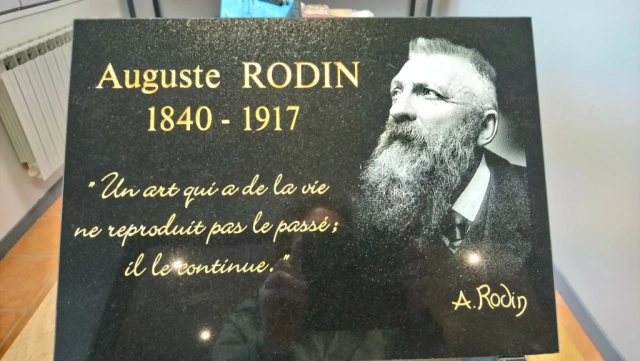 Auguste RODIN
1840 - 1917
"Un art qui a de la vie
ne reproduit pas le passé;
il le continue."
A. Rodin